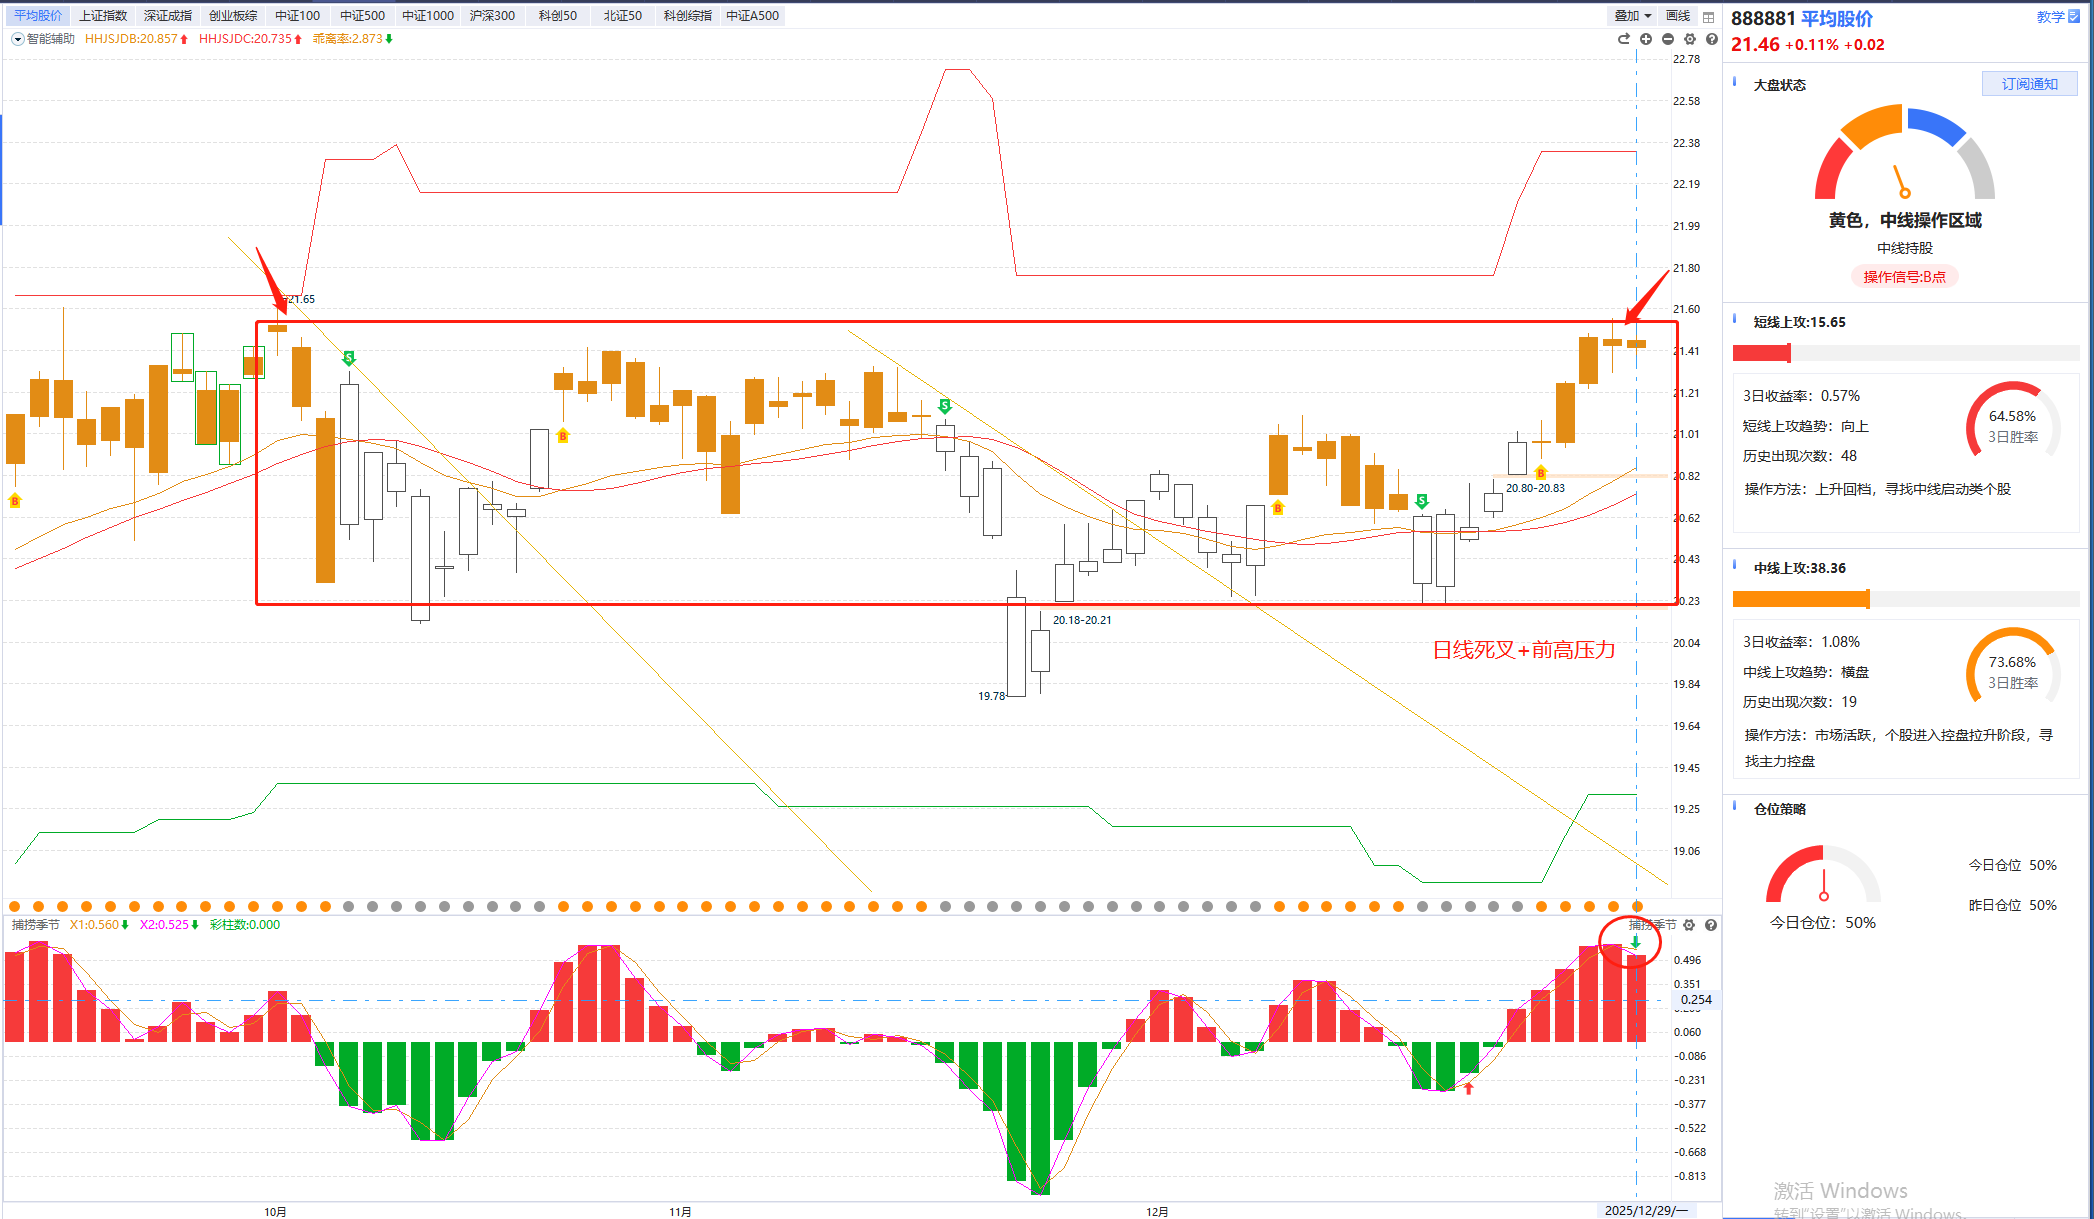 平均股价 上证指数 深证成指 创业板综 中证100 中证500 中证1000 沪深300 科创50 北证50 科创综指 中证A500 叠加 画线
智能辅助 HHJSJDB:20.857 HHJSJDC:20.735 乖离率:2.873
22.78
22.58
22.38
22.19
21.99
21.80
21.60
21.41
21.21
21.01
20.82
20.62
20.43
20.23
20.04
19.84
19.64
19.45
19.25
19.06
21.65
S
S
S
B
B
B
B
20.80-20.83
20.18-20.21
19.78
日线死叉+前高压力
捕捞季节 X1:0.560 X2:0.525 彩柱数:0.000
捕捞季节
0.496
0.351
0.254
0.060
-0.086
-0.231
-0.377
-0.522
-0.668
-0.813
10月 11月 12月 2025/12/29/一
888881 平均股价 教学
21.46 +0.11% +0.02
大盘状态 订阅通知
黄色，中线操作区域
中线持股
操作信号:B点
短线上攻:15.65
3日收益率：0.57%
短线上攻趋势：向上
历史出现次数：48
64.58%
3日胜率
操作方法：上升回档，寻找中线启动类个股
中线上攻:38.36
3日收益率：1.08%
中线上攻趋势：横盘
历史出现次数：19
73.68%
3日胜率
操作方法：市场活跃，个股进入控盘拉升阶段，寻
找主力控盘
仓位策略
今日仓位：50%
今日仓位 50%
昨日仓位 50%
激活 Windows
转到"设置"以激活 Windows。